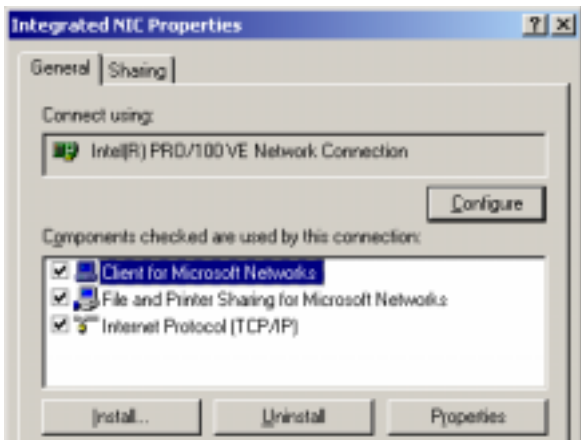 Integrated NIC Properties
General Sharing
Connect using:
Intel(R) PRO/100 VE Network Connection
Configure
Components checked are used by this connection:
Client for Microsoft Networks
File and Printer Sharing for Microsoft Networks
Internet Protocol (TCP/IP)
Install... Uninstall Properties